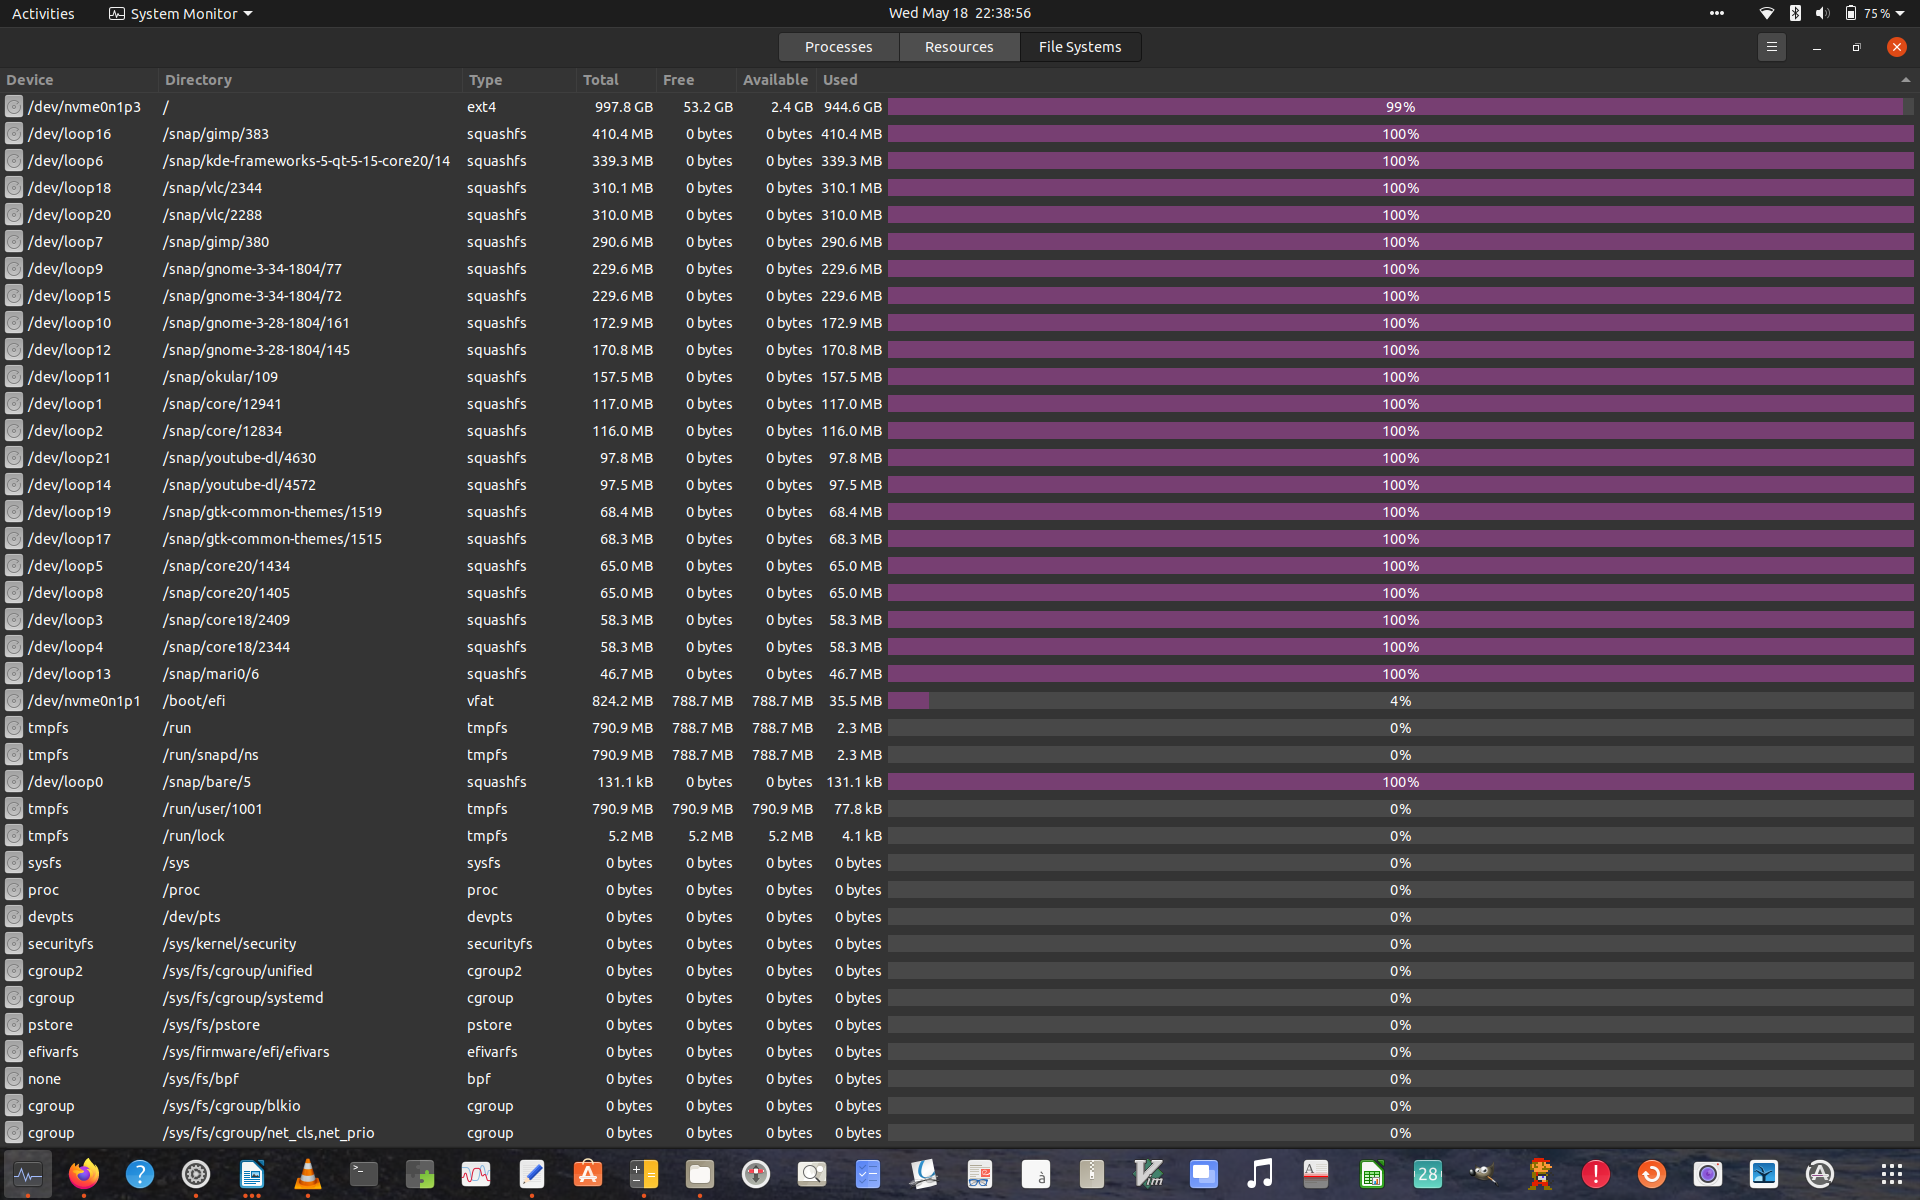 Activities System Monitor Wed May 18 22:38:56 75%
Processes Resources File Systems
Device Directory Type Total Free Available Used
/dev/nvme0n1p3 / ext4 997.8 GB 53.2 GB 2.4 GB 944.6 GB 99%
/dev/loop16 /snap/gimp/383 squashfs 410.4 MB 0 bytes 0 bytes 410.4 MB 100%
/dev/loop6 /snap/kde-frameworks-5-qt-5-15-core20/14 squashfs 339.3 MB 0 bytes 0 bytes 339.3 MB 100%
/dev/loop18 /snap/vlc/2344 squashfs 310.1 MB 0 bytes 0 bytes 310.1 MB 100%
/dev/loop20 /snap/vlc/2288 squashfs 310.0 MB 0 bytes 0 bytes 310.0 MB 100%
/dev/loop7 /snap/gimp/380 squashfs 290.6 MB 0 bytes 0 bytes 290.6 MB 100%
/dev/loop9 /snap/gnome-3-34-1804/77 squashfs 229.6 MB 0 bytes 0 bytes 229.6 MB 100%
/dev/loop15 /snap/gnome-3-34-1804/72 squashfs 229.6 MB 0 bytes 0 bytes 229.6 MB 100%
/dev/loop10 /snap/gnome-3-28-1804/161 squashfs 172.9 MB 0 bytes 0 bytes 172.9 MB 100%
/dev/loop12 /snap/gnome-3-28-1804/145 squashfs 170.8 MB 0 bytes 0 bytes 170.8 MB 100%
/dev/loop11 /snap/okular/109 squashfs 157.5 MB 0 bytes 0 bytes 157.5 MB 100%
/dev/loop1 /snap/core/12941 squashfs 117.0 MB 0 bytes 0 bytes 117.0 MB 100%
/dev/loop2 /snap/core/12834 squashfs 116.0 MB 0 bytes 0 bytes 116.0 MB 100%
/dev/loop21 /snap/youtube-dl/4630 squashfs 97.8 MB 0 bytes 0 bytes 97.8 MB 100%
/dev/loop14 /snap/youtube-dl/4572 squashfs 97.5 MB 0 bytes 0 bytes 97.5 MB 100%
/dev/loop19 /snap/gtk-common-themes/1519 squashfs 68.4 MB 0 bytes 0 bytes 68.4 MB 100%
/dev/loop17 /snap/gtk-common-themes/1515 squashfs 68.3 MB 0 bytes 0 bytes 68.3 MB 100%
/dev/loop5 /snap/core20/1434 squashfs 65.0 MB 0 bytes 0 bytes 65.0 MB 100%
/dev/loop8 /snap/core20/1405 squashfs 65.0 MB 0 bytes 0 bytes 65.0 MB 100%
/dev/loop3 /snap/core18/2409 squashfs 58.3 MB 0 bytes 0 bytes 58.3 MB 100%
/dev/loop4 /snap/core18/2344 squashfs 58.3 MB 0 bytes 0 bytes 58.3 MB 100%
/dev/loop13 /snap/mari0/6 squashfs 46.7 MB 0 bytes 0 bytes 46.7 MB 100%
/dev/nvme0n1p1 /boot/efi vfat 824.2 MB 788.7 MB 788.7 MB 35.5 MB 4%
tmpfs /run tmpfs 790.9 MB 788.7 MB 788.7 MB 2.3 MB 0%
tmpfs /run/snapd/ns tmpfs 790.9 MB 788.7 MB 788.7 MB 2.3 MB 0%
/dev/loop0 /snap/bare/5 squashfs 131.1 kB 0 bytes 0 bytes 131.1 kB 100%
tmpfs /run/user/1001 tmpfs 790.9 MB 790.9 MB 790.9 MB 77.8 kB 0%
tmpfs /run/lock tmpfs 5.2 MB 5.2 MB 5.2 MB 4.1 kB 0%
sysfs /sys sysfs 0 bytes 0 bytes 0 bytes 0 bytes 0%
proc /proc proc 0 bytes 0 bytes 0 bytes 0 bytes 0%
devpts /dev/pts devpts 0 bytes 0 bytes 0 bytes 0 bytes 0%
securityfs /sys/kernel/security securityfs 0 bytes 0 bytes 0 bytes 0 bytes 0%
cgroup2 /sys/fs/cgroup/unified cgroup2 0 bytes 0 bytes 0 bytes 0 bytes 0%
cgroup /sys/fs/cgroup/systemd cgroup 0 bytes 0 bytes 0 bytes 0 bytes 0%
pstore /sys/fs/pstore pstore 0 bytes 0 bytes 0 bytes 0 bytes 0%
efivarfs /sys/firmware/efi/efivars efivarfs 0 bytes 0 bytes 0 bytes 0 bytes 0%
none /sys/fs/bpf bpf 0 bytes 0 bytes 0 bytes 0 bytes 0%
cgroup /sys/fs/cgroup/blkio cgroup 0 bytes 0 bytes 0 bytes 0 bytes 0%
cgroup /sys/fs/cgroup/net_cls,net_prio cgroup 0 bytes 0 bytes 0 bytes 0 bytes 0%
? >_ à Vim A 28 !